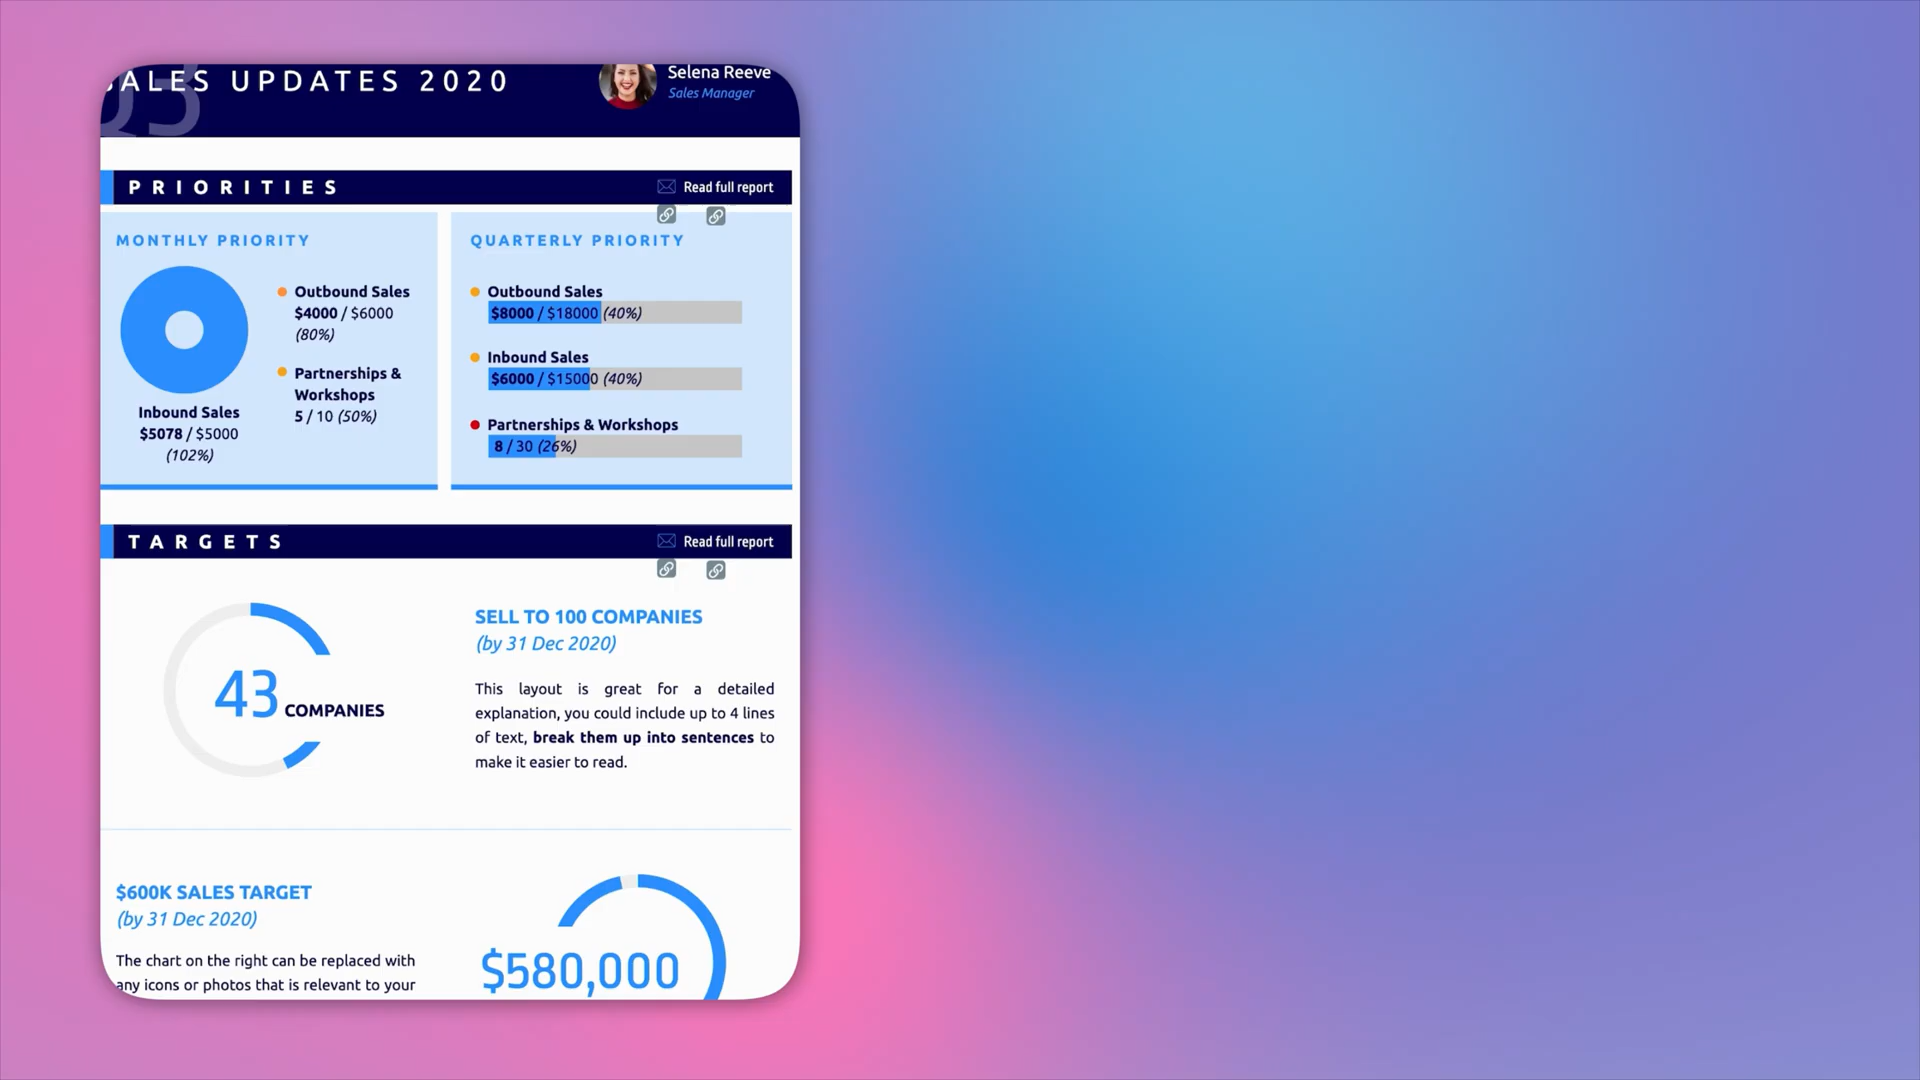 SALES UPDATES 2020
Q3
Selena Reeve
Sales Manager
PRIORITIES
Read full report
MONTHLY PRIORITY
Outbound Sales
$4000 / $6000
(80%)
Partnerships &
Workshops
5 / 10 (50%)
Inbound Sales
$5078 / $5000
(102%)
QUARTERLY PRIORITY
Outbound Sales
$8000 / $18000 (40%)
Inbound Sales
$6000 / $15000 (40%)
Partnerships & Workshops
8 / 30 (26%)
TARGETS
Read full report
43 COMPANIES
SELL TO 100 COMPANIES
(by 31 Dec 2020)
This layout is great for a detailed
explanation, you could include up to 4 lines
of text, break them up into sentences to
make it easier to read.
$600K SALES TARGET
(by 31 Dec 2020)
The chart on the right can be replaced with
any icons or photos that is relevant to your
$580,000